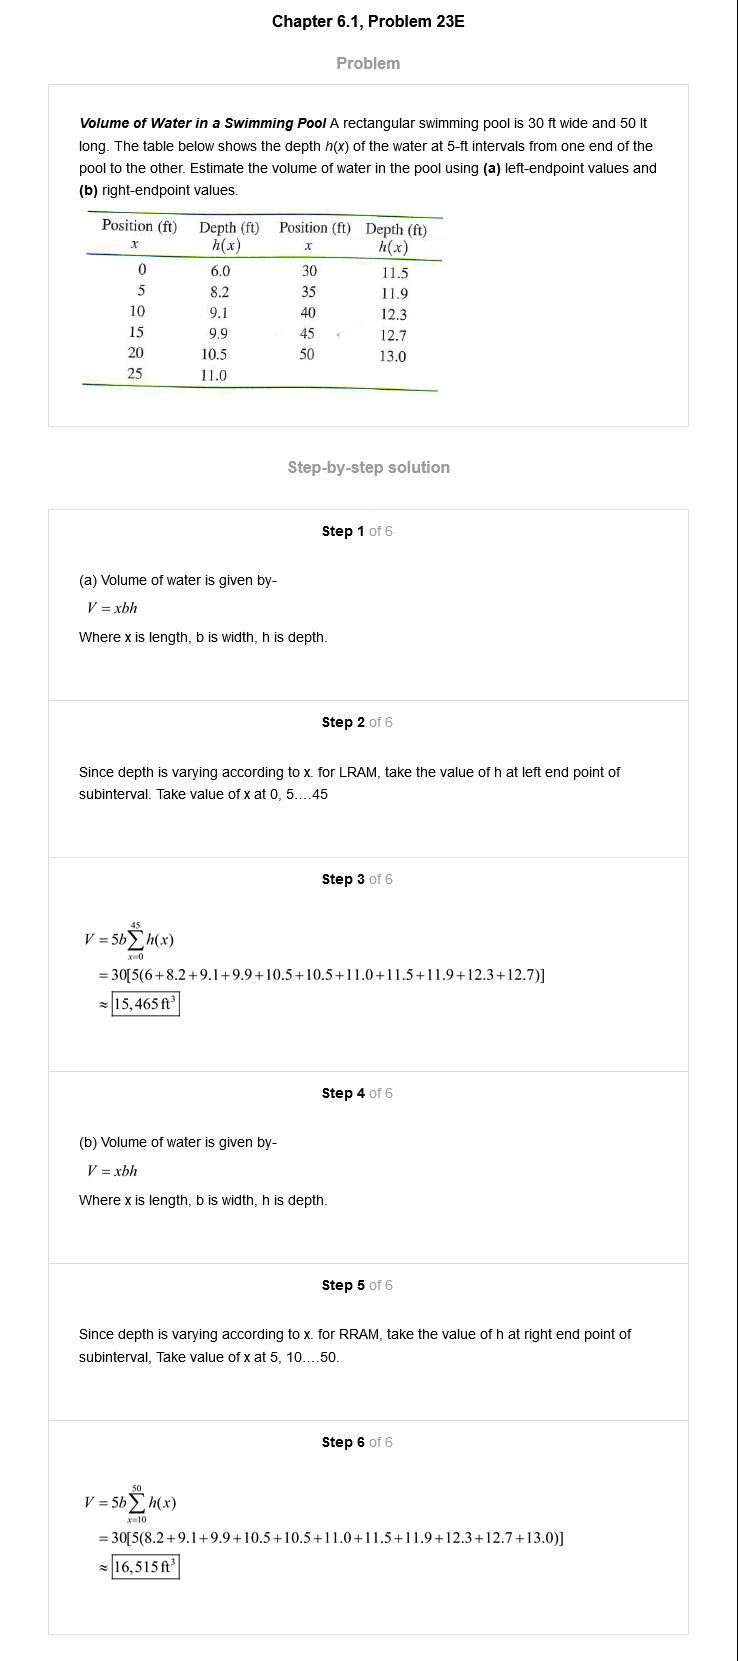 Chapter 6.1, Problem 23E
Problem
Volume of Water in a Swimming Pool A rectangular swimming pool is 30 ft wide and 50 lt
long. The table below shows the depth h(x) of the water at 5-ft intervals from one end of the
pool to the other. Estimate the volume of water in the pool using (a) left-endpoint values and
(b) right-endpoint values.
Position (ft) Depth (ft) Position (ft) Depth (ft)
x h(x) x h(x)
0 6.0 30 11.5
5 8.2 35 11.9
10 9.1 40 12.3
15 9.9 45 12.7
20 10.5 50 13.0
25 11.0
Step-by-step solution
Step 1 of 6
(a) Volume of water is given by-
V = xbh
Where x is length, b is width, h is depth.
Step 2 of 6
Since depth is varying according to x. for LRAM, take the value of h at left end point of
subinterval. Take value of x at 0, 5....45
Step 3 of 6
V = 5b∑_{x=0}^{45} h(x)
= 30[5(6+8.2+9.1+9.9+10.5+10.5+11.0+11.5+11.9+12.3+12.7)]
≈ 15,465 ft³
Step 4 of 6
(b) Volume of water is given by-
V = xbh
Where x is length, b is width, h is depth.
Step 5 of 6
Since depth is varying according to x. for RRAM, take the value of h at right end point of
subinterval, Take value of x at 5, 10....50.
Step 6 of 6
V = 5b∑_{x=10}^{50} h(x)
= 30[5(8.2+9.1+9.9+10.5+10.5+11.0+11.5+11.9+12.3+12.7+13.0)]
≈ 16,515 ft³